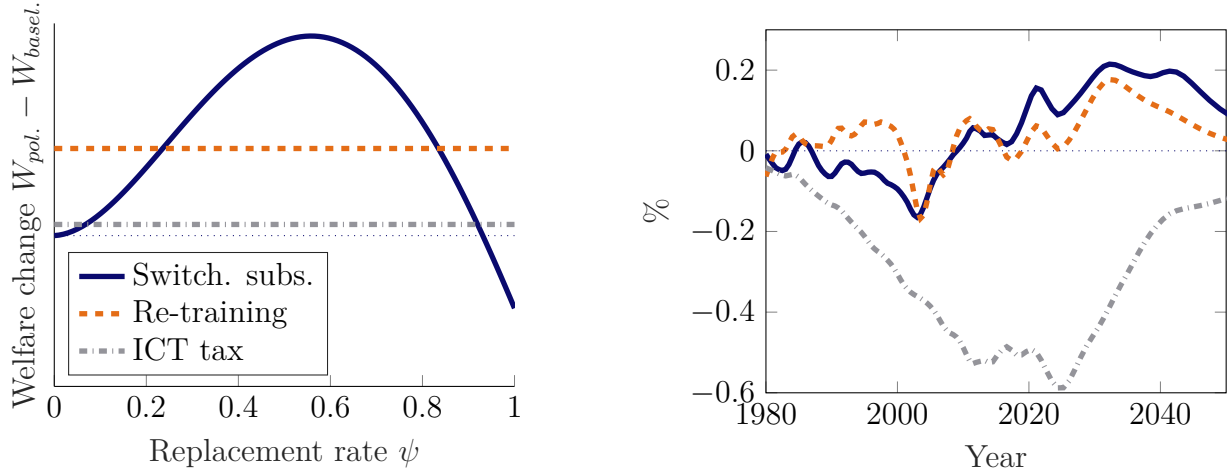 Welfare change W_pol. − W_basel.
Switch. subs.
Re-training
ICT tax
0 0.2 0.4 0.6 0.8 1
Replacement rate ψ
%
0.2
0
−0.2
−0.4
−0.6
1980 2000 2020 2040
Year